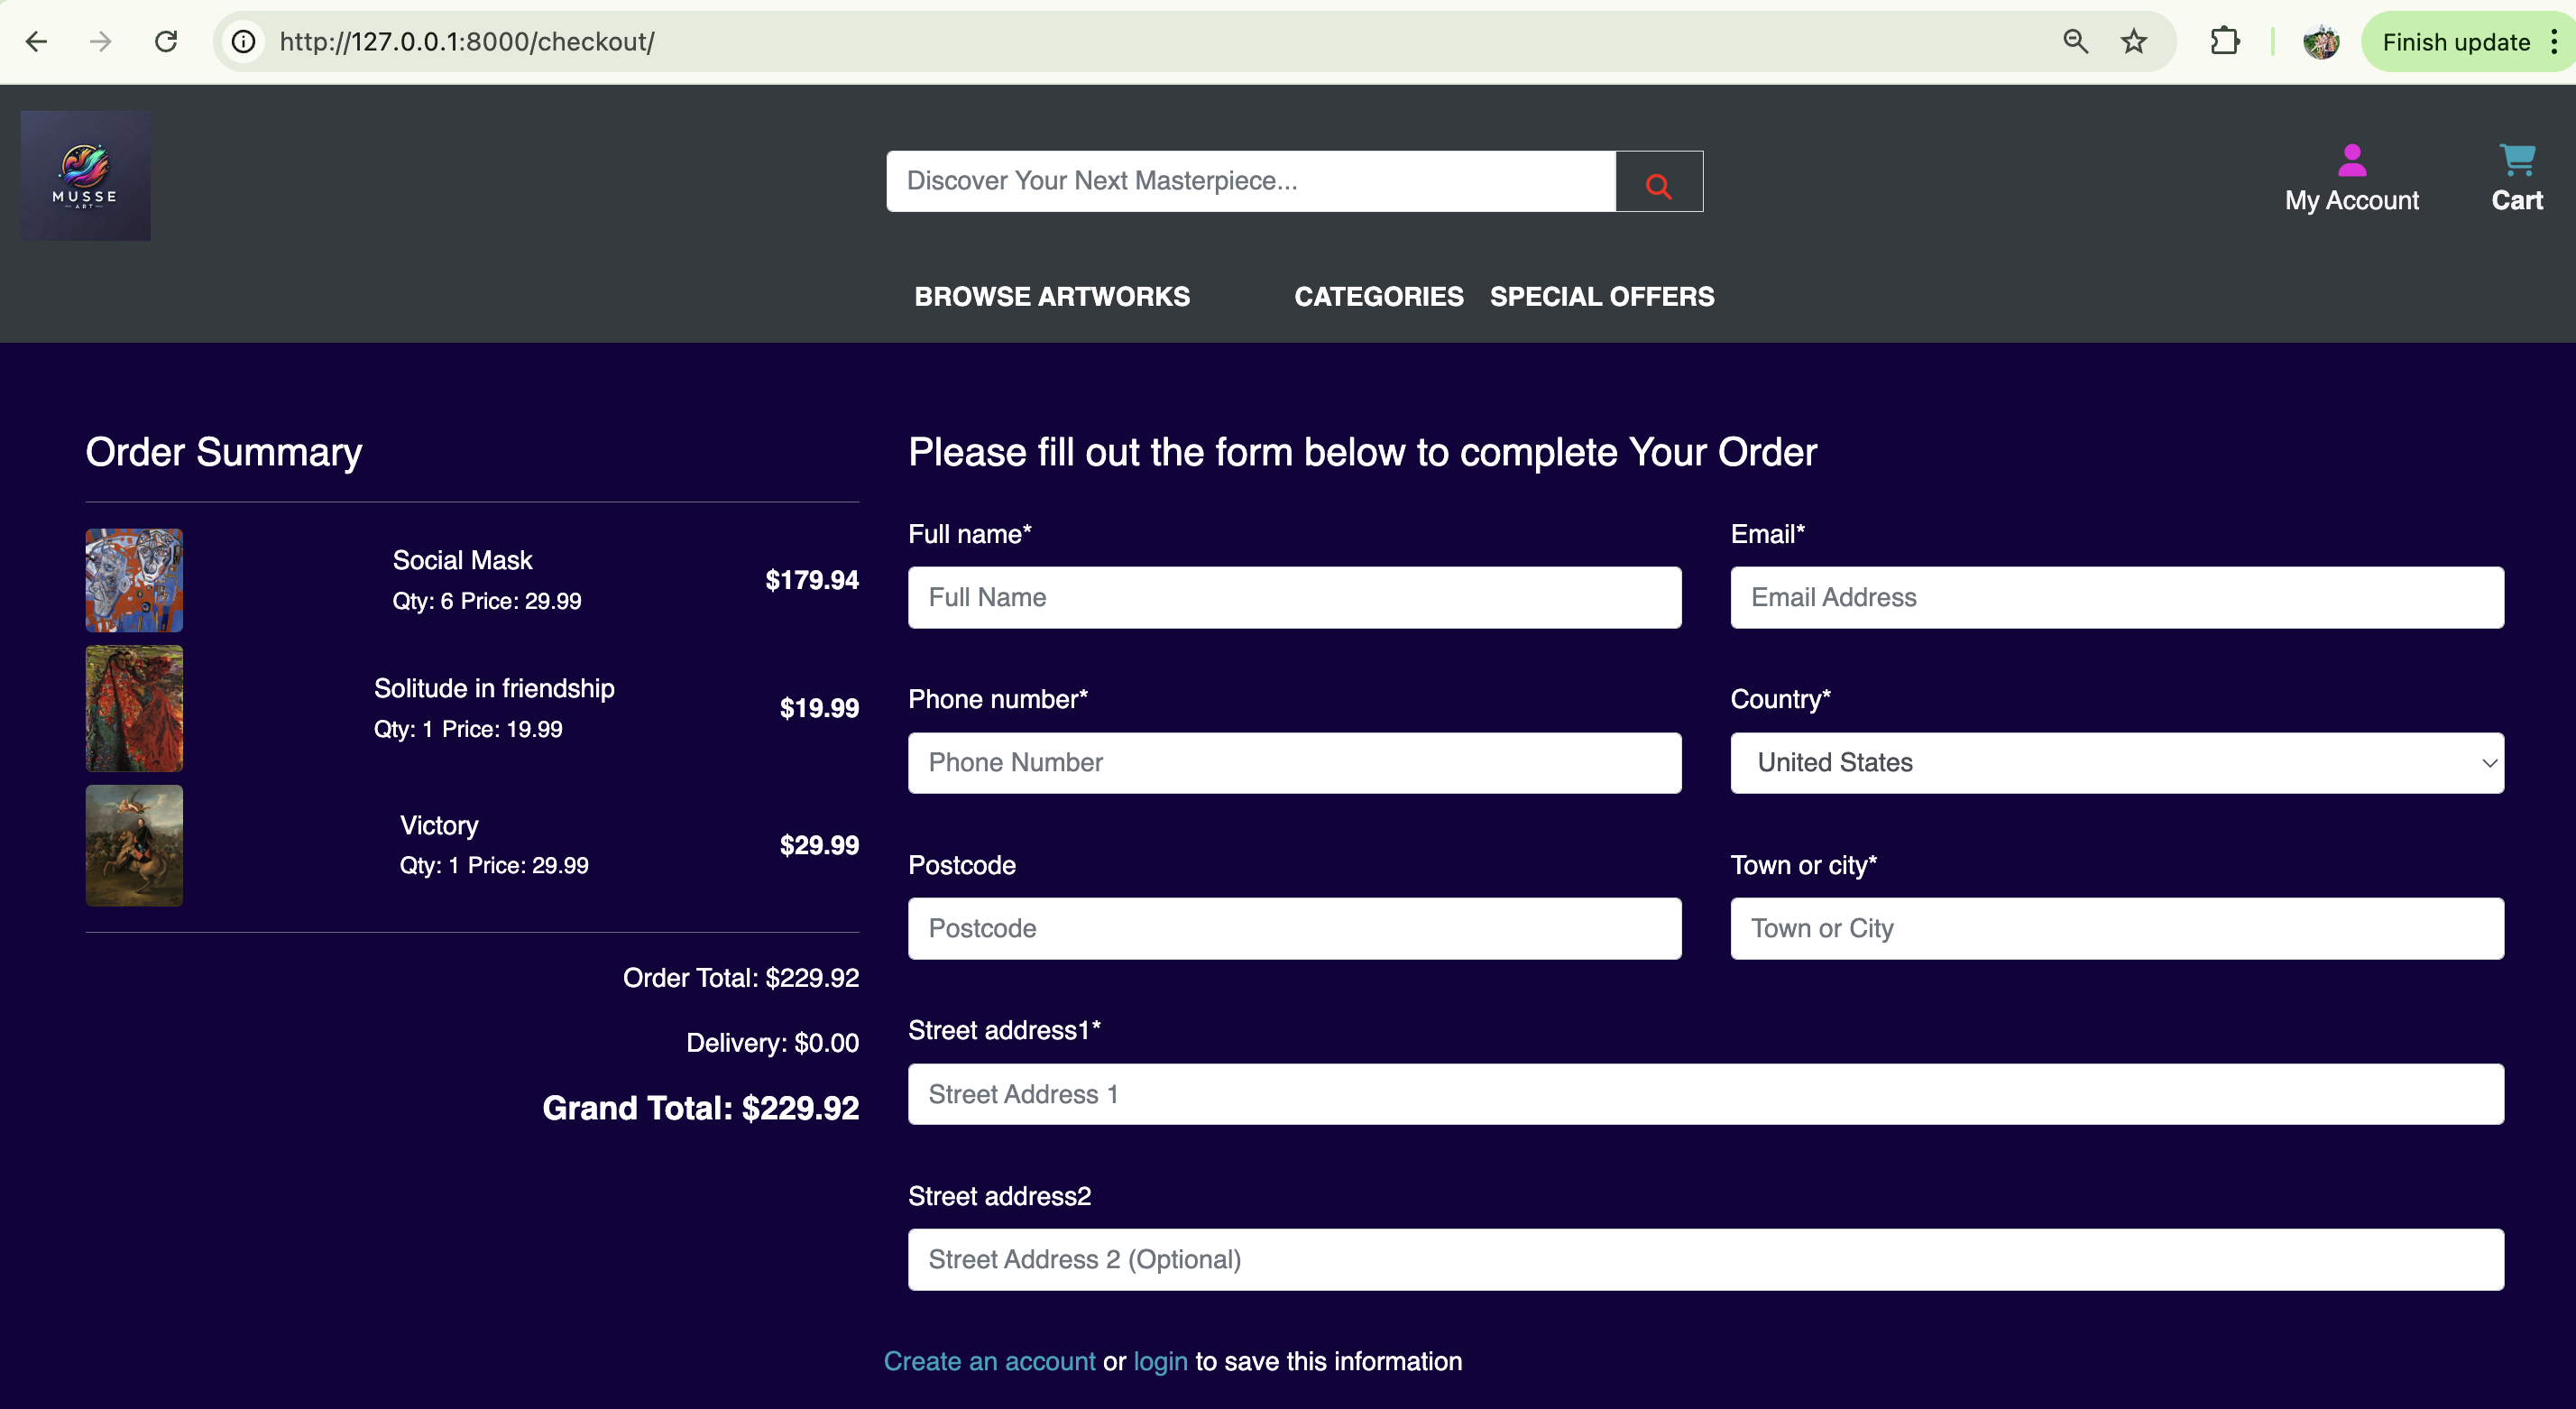 http://127.0.0.1:8000/checkout/
Finish update
MUSSE
ART
Discover Your Next Masterpiece...
My Account
Cart
BROWSE ARTWORKS
CATEGORIES
SPECIAL OFFERS
Order Summary
Social Mask
Qty: 6 Price: 29.99
$179.94
Solitude in friendship
Qty: 1 Price: 19.99
$19.99
Victory
Qty: 1 Price: 29.99
$29.99
Order Total: $229.92
Delivery: $0.00
Grand Total: $229.92
Please fill out the form below to complete Your Order
Full name*
Full Name
Email*
Email Address
Phone number*
Phone Number
Country*
United States
Postcode
Postcode
Town or city*
Town or City
Street address1*
Street Address 1
Street address2
Street Address 2 (Optional)
Create an account or login to save this information